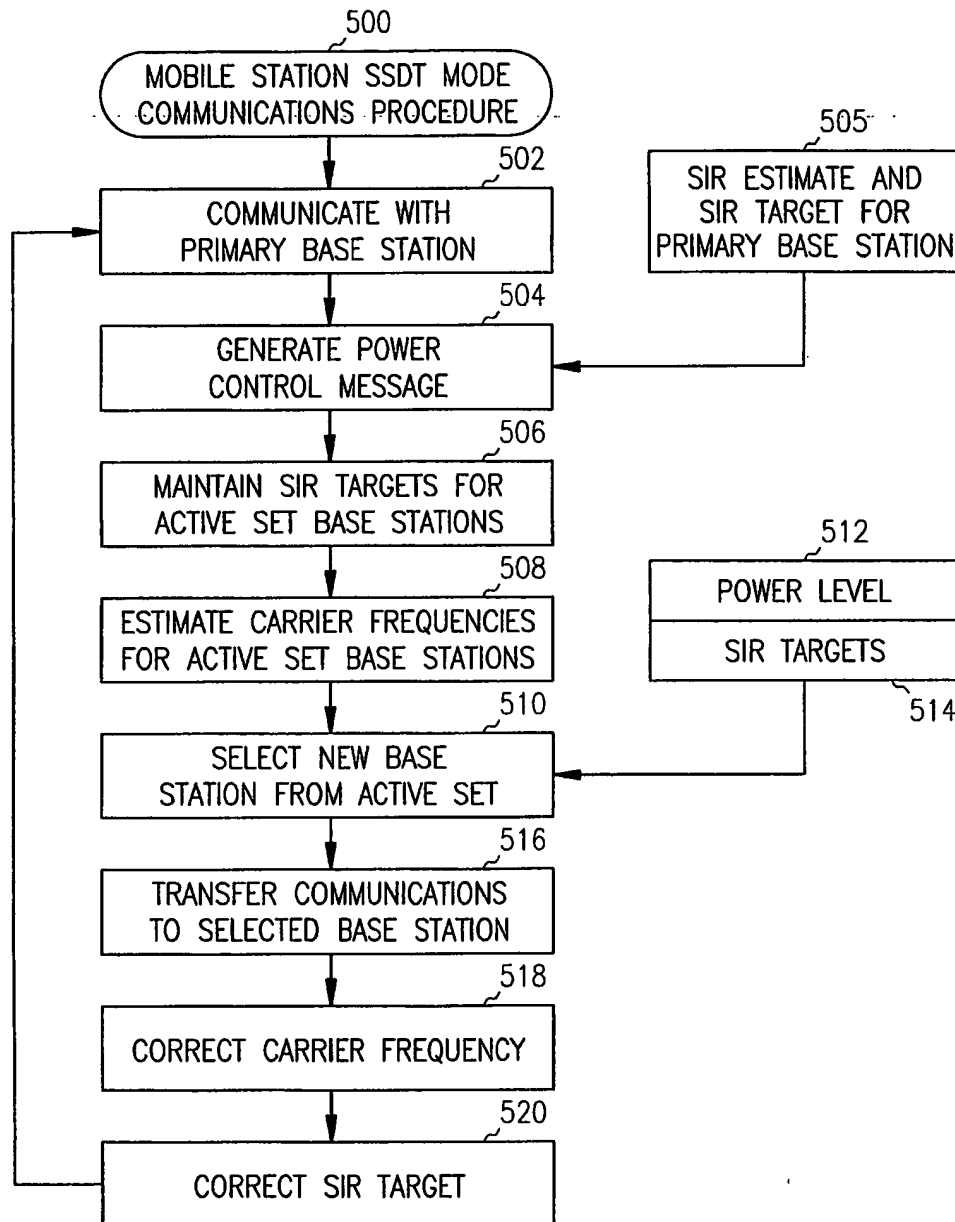 500
MOBILE STATION SSDT MODE
COMMUNICATIONS PROCEDURE
502
COMMUNICATE WITH
PRIMARY BASE STATION
505
SIR ESTIMATE AND
SIR TARGET FOR
PRIMARY BASE STATION
504
GENERATE POWER
CONTROL MESSAGE
506
MAINTAIN SIR TARGETS FOR
ACTIVE SET BASE STATIONS
508
ESTIMATE CARRIER FREQUENCIES
FOR ACTIVE SET BASE STATIONS
512
POWER LEVEL
SIR TARGETS
514
510
SELECT NEW BASE
STATION FROM ACTIVE SET
516
TRANSFER COMMUNICATIONS
TO SELECTED BASE STATION
518
CORRECT CARRIER FREQUENCY
520
CORRECT SIR TARGET